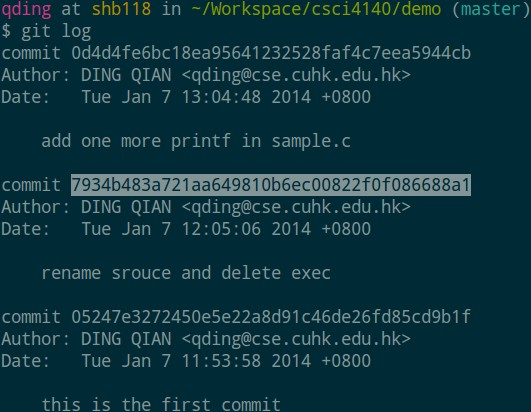 qding at shb118 in ~/Workspace/csci4140/demo (master)
$ git log
commit 0d4d4fe6bc18ea95641232528faf4c7eea5944cb
Author: DING QIAN <qding@cse.cuhk.edu.hk>
Date:   Tue Jan 7 13:04:48 2014 +0800
add one more printf in sample.c
commit 7934b483a721aa649810b6ec00822f0f086688a1
Author: DING QIAN <qding@cse.cuhk.edu.hk>
Date:   Tue Jan 7 12:05:06 2014 +0800
rename srouce and delete exec
commit 05247e3272450e5e22a8d91c46de26fd85cd9b1f
Author: DING QIAN <qding@cse.cuhk.edu.hk>
Date:   Tue Jan 7 11:53:58 2014 +0800
this is the first commit